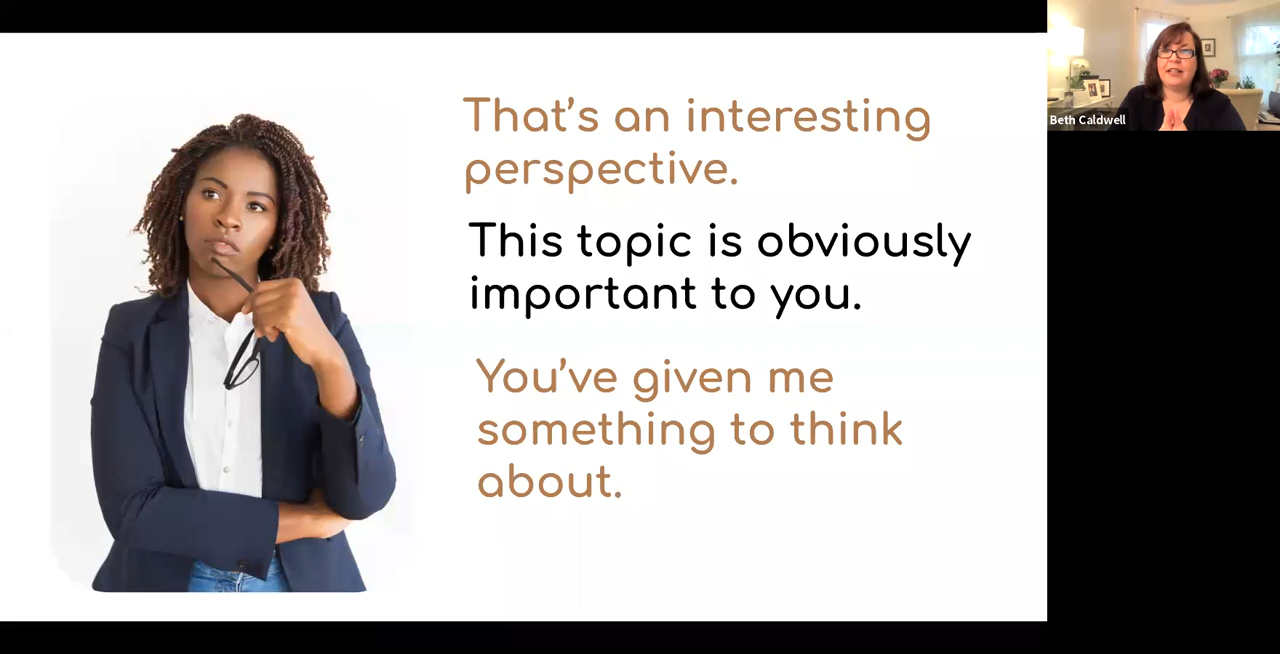 That’s an interesting
perspective.
This topic is obviously
important to you.
You’ve given me
something to think
about.
Beth Caldwell